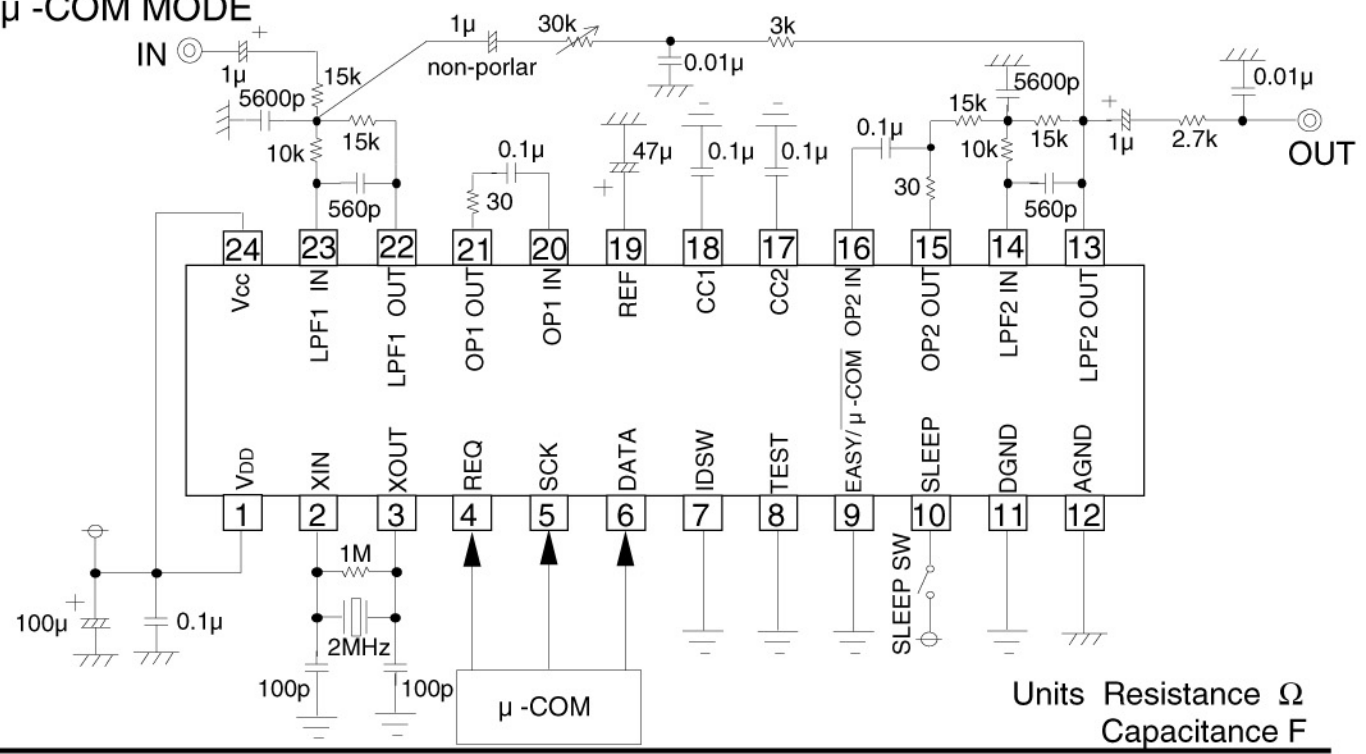 µ -COM MODE
IN
1µ
15k
5600p
10k
15k
560p
1µ
non-porlar
30k
0.01µ
3k
0.1µ
30
47µ
0.1µ
0.1µ
0.1µ
15k
5600p
10k
15k
30
560p
1µ
2.7k
0.01µ
OUT
24 23 22 21 20 19 18 17 16 15 14 13
Vcc
LPF1 IN
LPF1 OUT
OP1 OUT
OP1 IN
REF
CC1
CC2
OP2 IN
OP2 OUT
LPF2 IN
LPF2 OUT
VDD
XIN
XOUT
REQ
SCK
DATA
IDSW
TEST
EASY/ µ -COM
SLEEP
DGND
AGND
1 2 3 4 5 6 7 8 9 10 11 12
100µ
0.1µ
1M
2MHz
100p
100p
µ -COM
SLEEP SW
Units Resistance Ω
Capacitance F